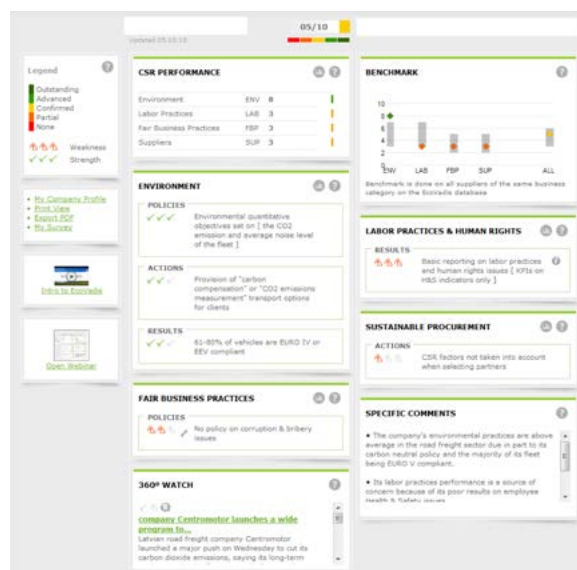 05/10
updated 05.10.10
Legend
Outstanding
Advanced
Confirmed
Partial
None
Weakness
Strength
My Company Profile
Print View
Export PDF
My Survey
Intro to EcoVadis
Open Webinar
CSR PERFORMANCE
Environment ENV 8
Labor Practices LAB 3
Fair Business Practices FBP 3
Suppliers SUP 3
ENVIRONMENT
POLICIES
Environmental quantitative
objectives set on [ the CO2
emission and average noise level
of the fleet ]
ACTIONS
Provision of "carbon
compensation" or "CO2 emissions
measurement" transport options
for clients
RESULTS
61-80% of vehicles are EURO IV or
EEV compliant
FAIR BUSINESS PRACTICES
POLICIES
No policy on corruption & bribery
issues
360º WATCH
company Centromotor launches a wide
program to...
Latvian road freight company Centromotor
launched a major push on Wednesday to cut its
carbon dioxide emissions, saying its long-term
BENCHMARK
10
8
6
4
2
0
ENV LAB FBP SUP ALL
Benchmark is done on all suppliers of the same business
category on the EcoVadis database
LABOR PRACTICES & HUMAN RIGHTS
RESULTS
Basic reporting on labor practices
and human rights issues [ KPIs on
H&S indicators only ]
SUSTAINABLE PROCUREMENT
ACTIONS
CSR factors not taken into account
when selecting partners
SPECIFIC COMMENTS
• The company's environmental practices are above
average in the road freight sector due in part to its
carbon neutral policy and the majority of its fleet
being EURO V compliant.
• Its labor practices performance is a source of
concern because of its poor results on employee
Health & Safety issues